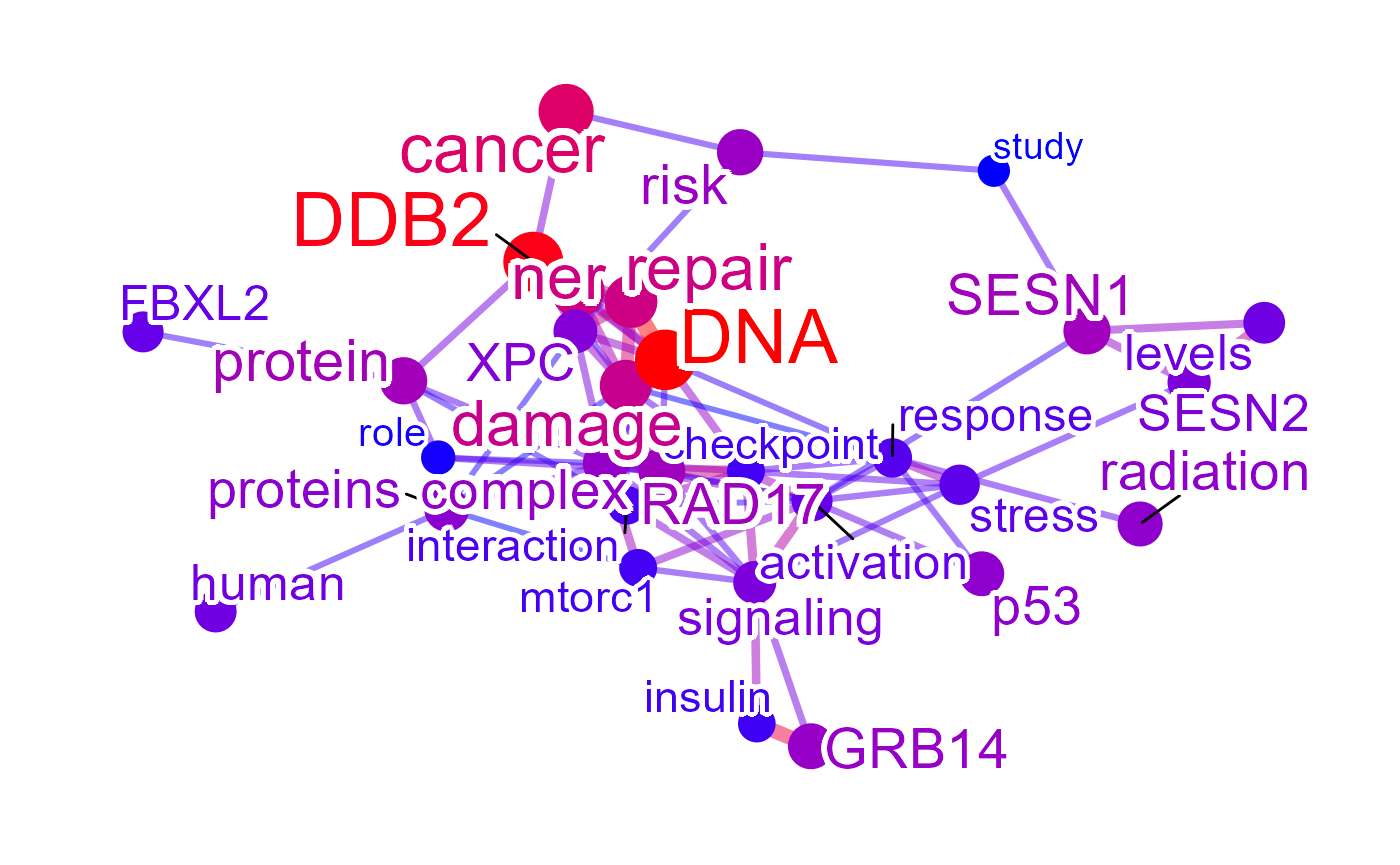 cancer
study
risk
DDB2
ner
repair
SESN1
FBXL2
DNA
protein
XPC
levels
role
damage
checkpoint
response
SESN2
proteins
complex
RAD17
radiation
interaction
stress
activation
human
mtorc1
signaling
p53
insulin
GRB14